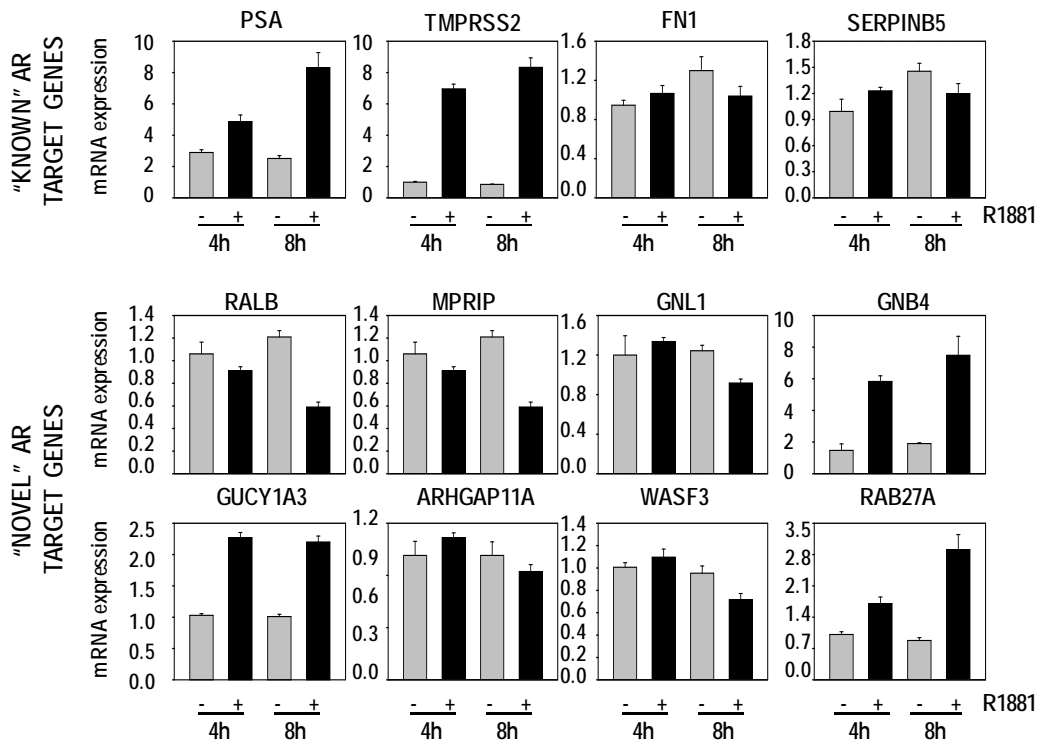 "KNOWN" AR
TARGET GENES
mRNA expression
PSA
10
8
6
4
2
0
- + - +
4h 8h
TMPRSS2
10
8
6
4
2
0
- + - +
4h 8h
FN1
1.6
1.2
0.8
0.4
0.0
- + - +
4h 8h
SERPINB5
1.8
1.5
1.2
0.9
0.6
0.3
0.0
- + - +
4h 8h
R1881
"NOVEL" AR
TARGET GENES
mRNA expression
RALB
1.4
1.2
1.0
0.8
0.6
0.4
0.2
0.0
MPRIP
1.4
1.2
1.0
0.8
0.6
0.4
0.2
0.0
GNL1
1.6
1.2
0.8
0.4
0.0
GNB4
10
8
6
4
2
0
mRNA expression
GUCY1A3
2.5
2.0
1.5
1.0
0.5
0.0
- + - +
4h 8h
ARHGAP11A
1.2
0.9
0.6
0.3
0.0
- + - +
4h 8h
WASF3
1.4
1.2
1.0
0.8
0.6
0.4
0.2
0.0
- + - +
4h 8h
RAB27A
3.5
2.8
2.1
1.4
0.7
0.0
- + - +
4h 8h
R1881